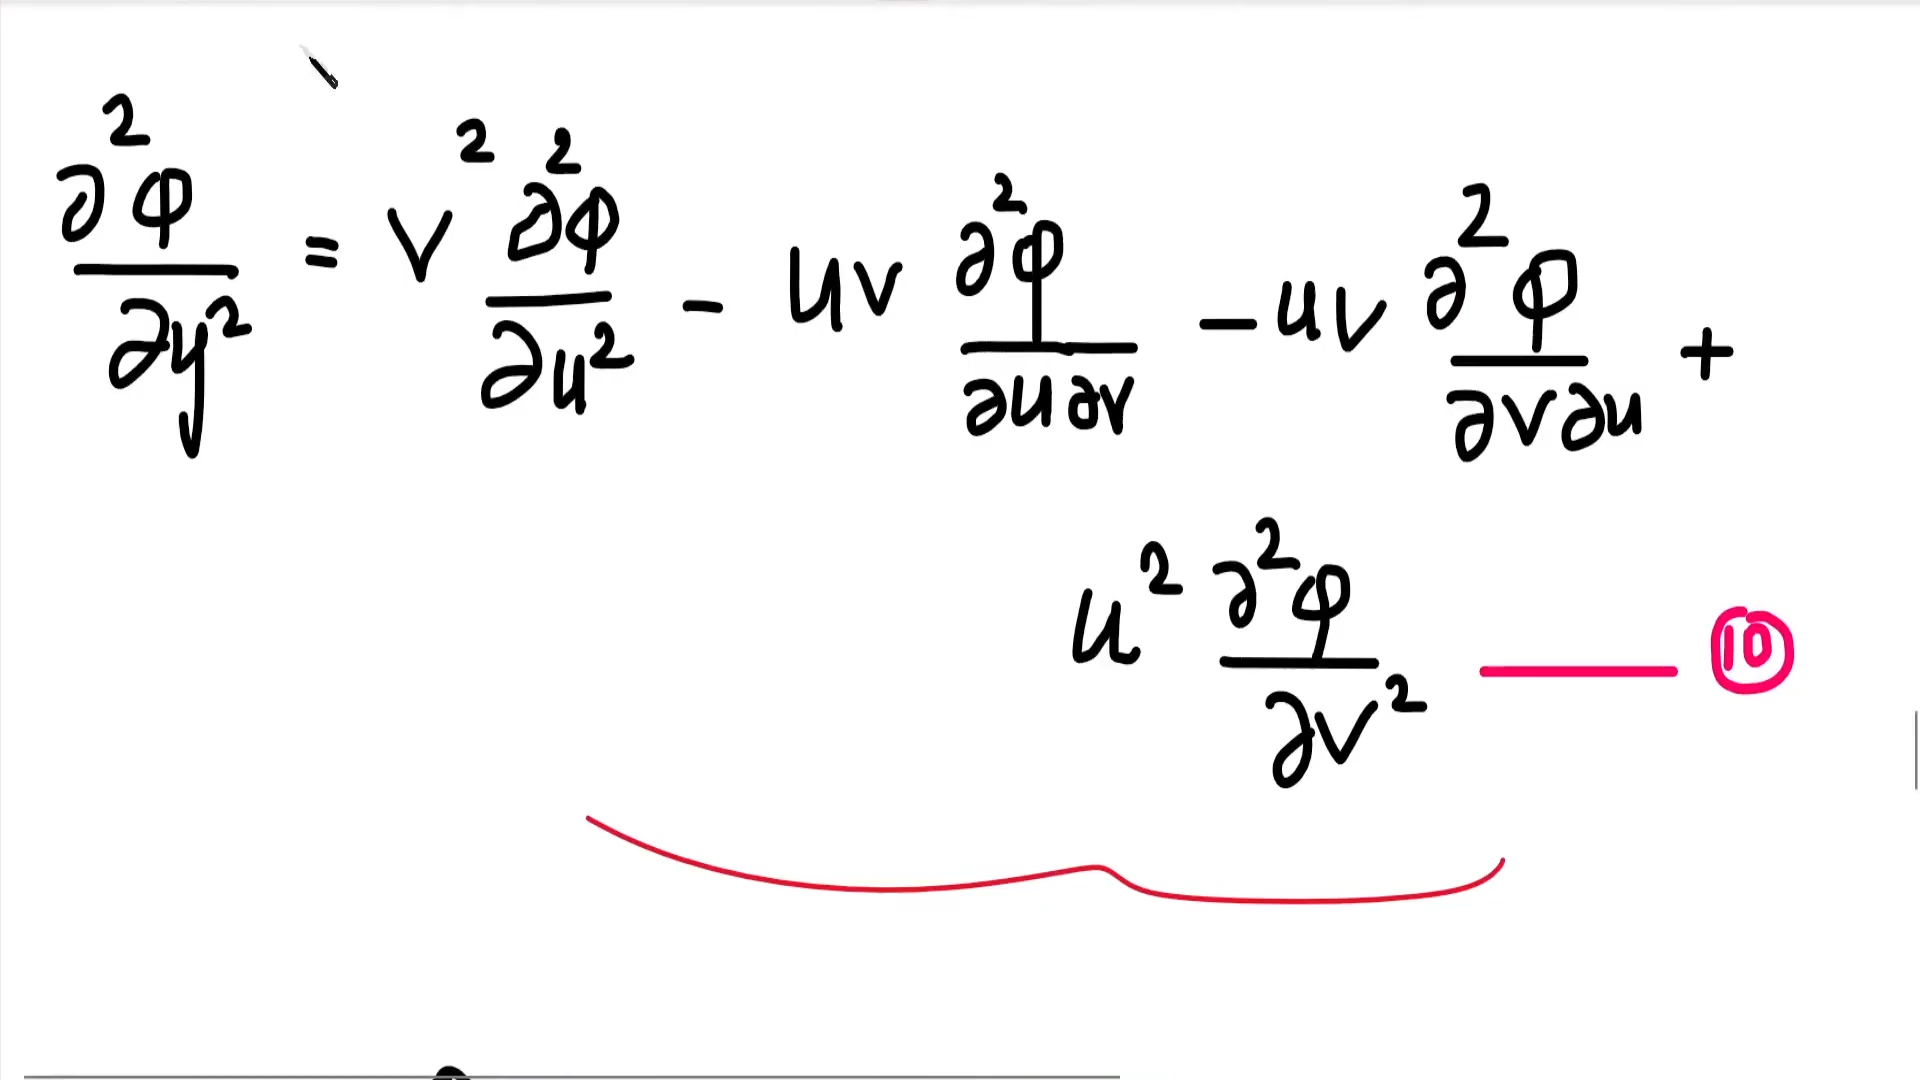 ∂²φ/∂y² = v² ∂²φ/∂u² - uv ∂²φ/∂u∂v - uv ∂²φ/∂v∂u +
u² ∂²φ/∂v² —— ⑩